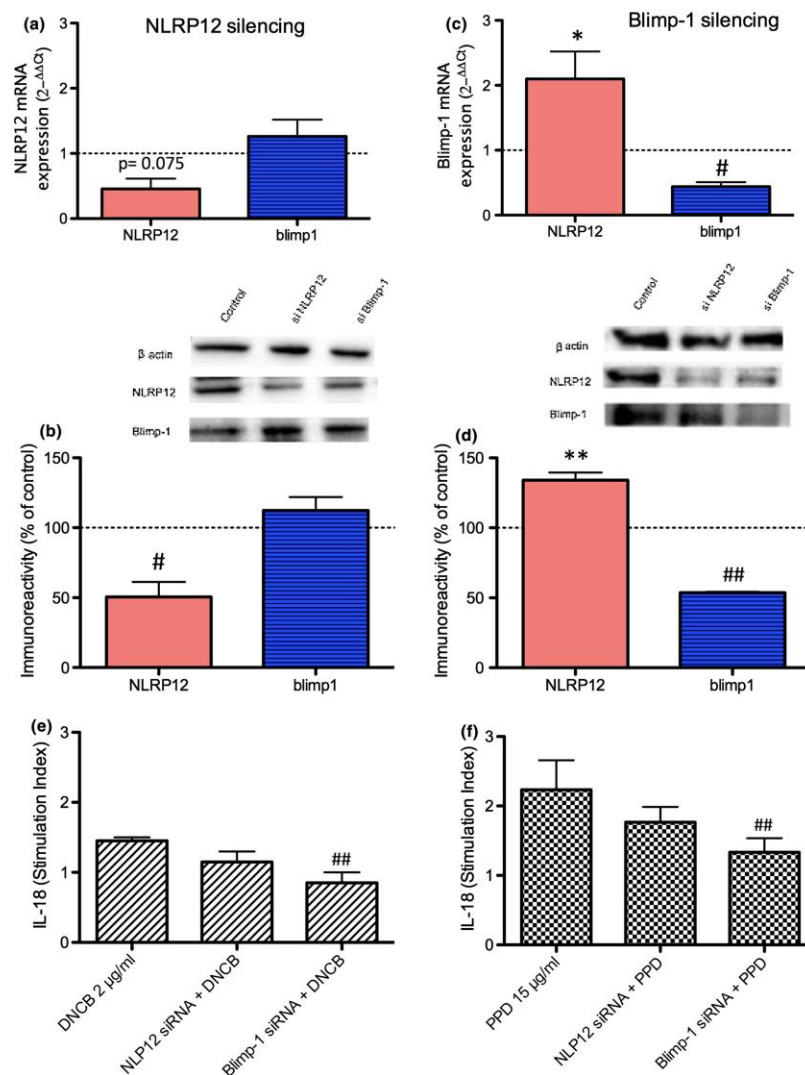 (a) NLRP12 silencing
NLRP12 mRNA
expression (2–ΔΔCt)
3
2
1
0
p= 0.075
NLRP12
blimp1
(c) Blimp-1 silencing
Blimp-1 mRNA
expression (2–ΔΔCt)
3
2
1
0
*
#
NLRP12
blimp1
Control
si NLRP12
si Blimp-1
β actin
NLRP12
Blimp-1
Control
si NLRP12
si Blimp-1
β actin
NLRP12
Blimp-1
(b)
Immunoreactivity (% of control)
150
100
50
0
#
NLRP12
blimp1
(d)
Immunoreactivity (% of control)
150
100
50
0
**
##
NLRP12
blimp1
(e)
IL-18 (Stimulation Index)
3
2
1
0
##
DNCB 2 µg/ml
NLP12 siRNA + DNCB
Blimp-1 siRNA + DNCB
(f)
IL-18 (Stimulation Index)
3
2
1
0
##
PPD 15 µg/ml
NLP12 siRNA + PPD
Blimp-1 siRNA + PPD